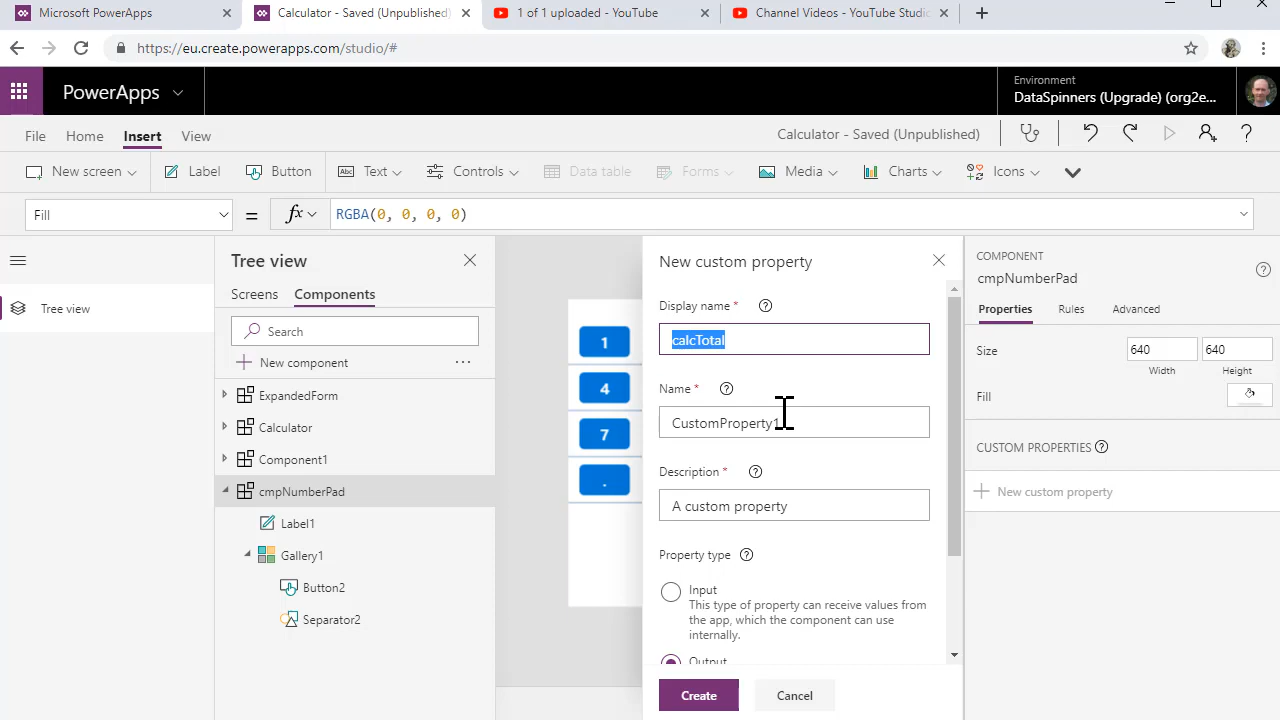 Microsoft PowerApps
Calculator - Saved (Unpublished)
1 of 1 uploaded - YouTube
Channel Videos - YouTube Studio
https://eu.create.powerapps.com/studio/#
PowerApps
Environment
DataSpinners (Upgrade) (org2e...
File
Home
Insert
View
Calculator - Saved (Unpublished)
New screen
Label
Button
Abc
Text
Controls
Data table
Forms
Media
Charts
Icons
Fill
=
fx
RGBA(0, 0, 0, 0)
Tree view
Tree view
Screens
Components
Search
New component
ExpandedForm
Calculator
Component1
cmpNumberPad
Label1
Gallery1
Button2
Separator2
1
4
7
.
New custom property
Display name *
calcTotal
Name *
CustomProperty1
Description *
A custom property
Property type
Input
This type of property can receive values from
the app, which the component can use
internally.
Output
Create
Cancel
COMPONENT
cmpNumberPad
Properties
Rules
Advanced
Size
640
640
Width
Height
Fill
CUSTOM PROPERTIES
New custom property